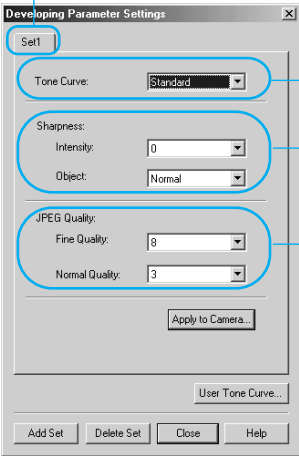 Developing Parameter Settings
Set1
Tone Curve: Standard
Sharpness:
Intensity: 0
Object: Normal
JPEG Quality:
Fine Quality: 8
Normal Quality: 3
Apply to Camera...
User Tone Curve...
Add Set Delete Set Close Help